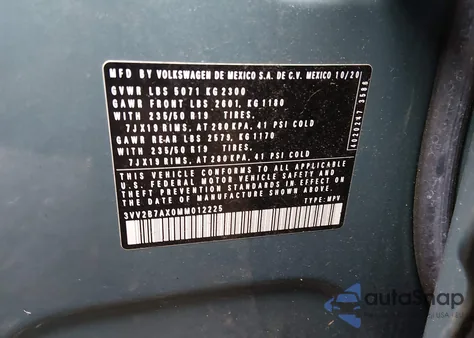 MFD BY VOLKSWAGEN DE MEXICO S.A. DE C.V. MEXICO 10/20
GVWR LBS 5071 KG 2300
GAWR FRONT LBS 2601, KG 1180
WITH 235/50 R19 TIRES.
7JX19 RIMS, AT 280 KPA, 41 PSI COLD
GAWR REAR LBS 2579, KG 1170
WITH 235/50 R19 TIRES,
7JX19 RIMS, AT 280 KPA, 41 PSI COLD
THIS VEHICLE CONFORMS TO ALL APPLICABLE
U.S. FEDERAL MOTOR VEHICLE SAFETY AND
THEFT PREVENTION STANDARDS IN EFFECT ON
THE DATE OF MANUFACTURE SHOWN ABOVE.
3VV2B7AX0MM012225 TYPE: MPV
4020247 3586
autoSnap